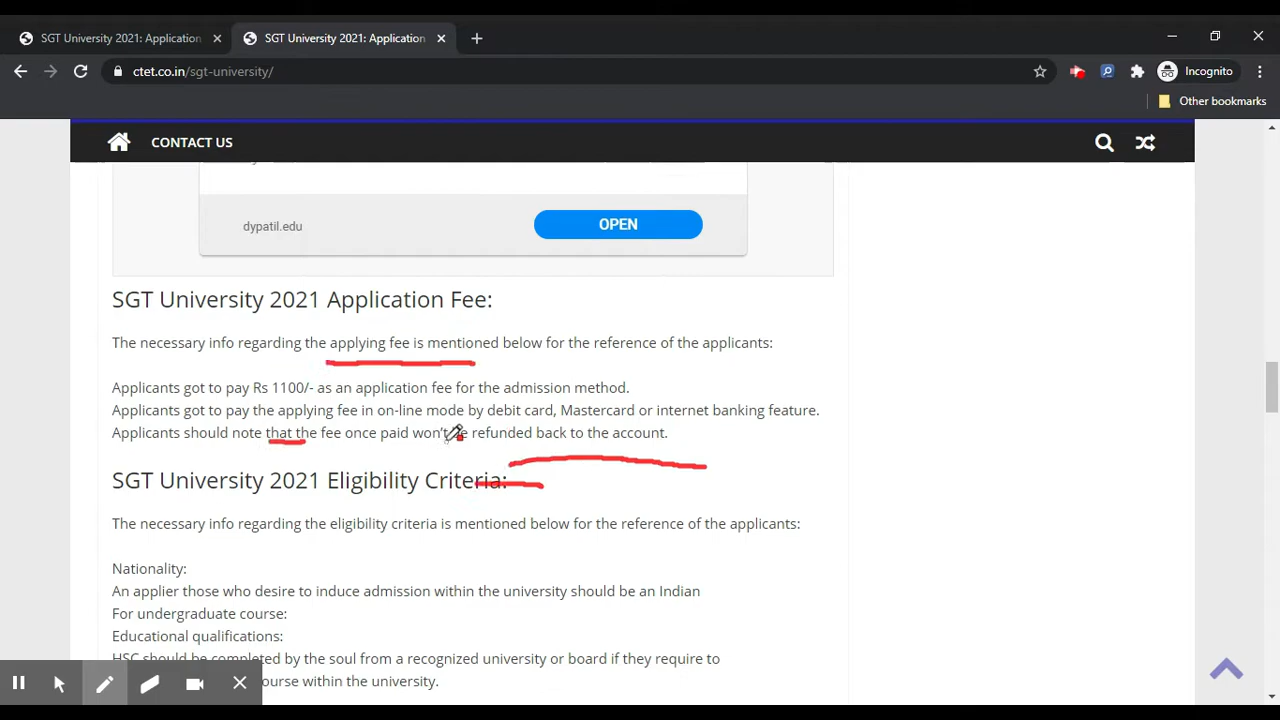 SGT University 2021: Application
SGT University 2021: Application
ctet.co.in/sgt-university/
Incognito
Other bookmarks
CONTACT US
dypatil.edu
OPEN
SGT University 2021 Application Fee:
The necessary info regarding the applying fee is mentioned below for the reference of the applicants:
Applicants got to pay Rs 1100/- as an application fee for the admission method.
Applicants got to pay the applying fee in on-line mode by debit card, Mastercard or internet banking feature.
Applicants should note that the fee once paid won't be refunded back to the account.
SGT University 2021 Eligibility Criteria:
The necessary info regarding the eligibility criteria is mentioned below for the reference of the applicants:
Nationality:
An applier those who desire to induce admission within the university should be an Indian
For undergraduate course:
Educational qualifications:
HSC should be completed by the soul from a recognized university or board if they require to
course within the university.